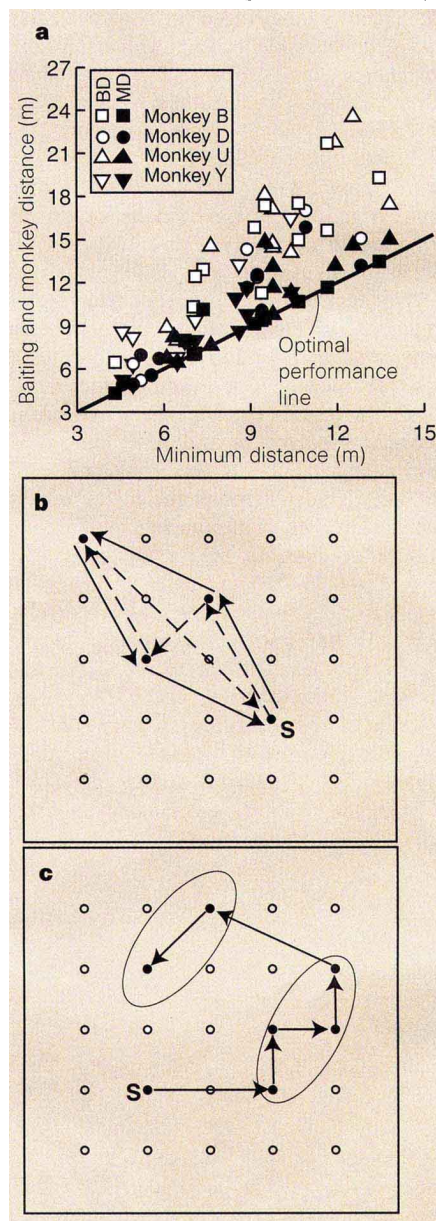 a
27
24
21
18
15
12
9
6
3
Baiting and monkey distance (m)
BD MD
Monkey B
Monkey D
Monkey U
Monkey Y
Optimal
performance
line
3 6 9 12 15
Minimum distance (m)
b
S
c
S